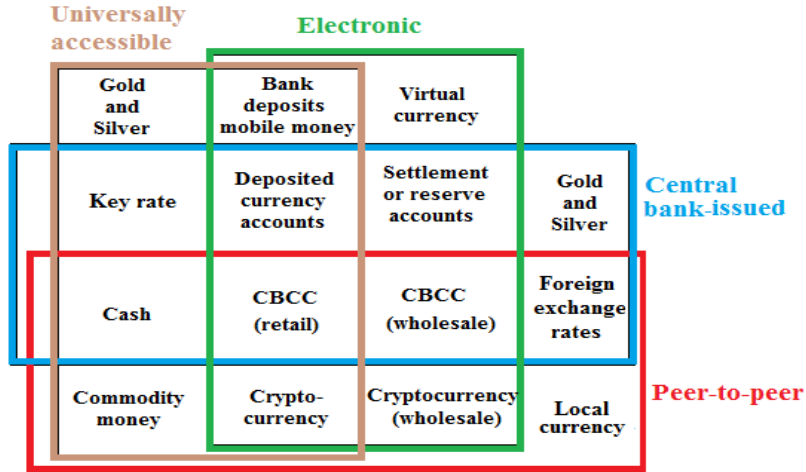 Universally
accessible
Electronic
Gold
and
Silver
Bank
deposits
mobile money
Virtual
currency
Key rate
Deposited
currency
accounts
Settlement
or reserve
accounts
Gold
and
Silver
Central
bank-issued
Cash
CBCC
(retail)
CBCC
(wholesale)
Foreign
exchange
rates
Commodity
money
Crypto-
currency
Cryptocurrency
(wholesale)
Local
currency
Peer-to-peer